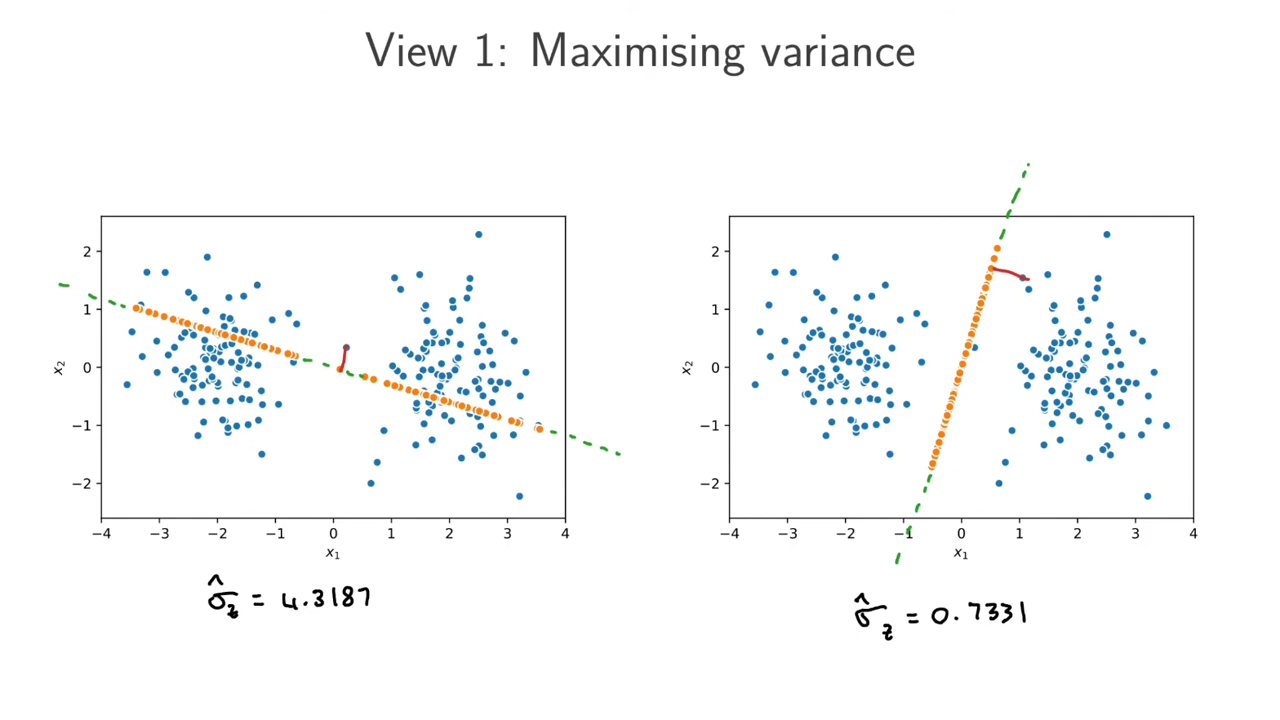 View 1: Maximising variance
x₂
2
1
0
−1
−2
−4 −3 −2 −1 0 1 2 3 4
x₁
σ̂z = 4.3187
x₂
2
1
0
−1
−2
−4 −3 −2 −1 0 1 2 3 4
x₁
σ̂z = 0.7331